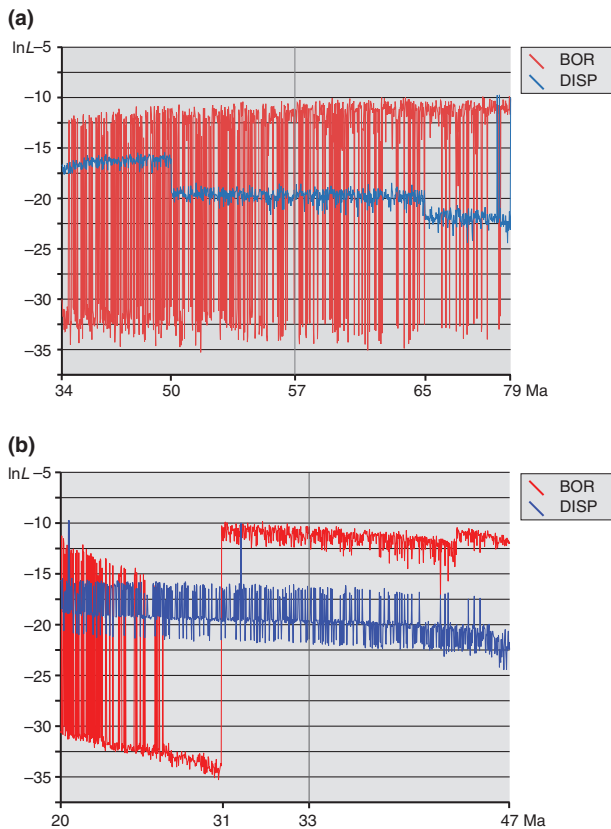 (a)
lnL –5
–10
–15
–20
–25
–30
–35
34 50 57 65 79 Ma
BOR
DISP
(b)
lnL –5
–10
–15
–20
–25
–30
–35
20 31 33 47 Ma
BOR
DISP